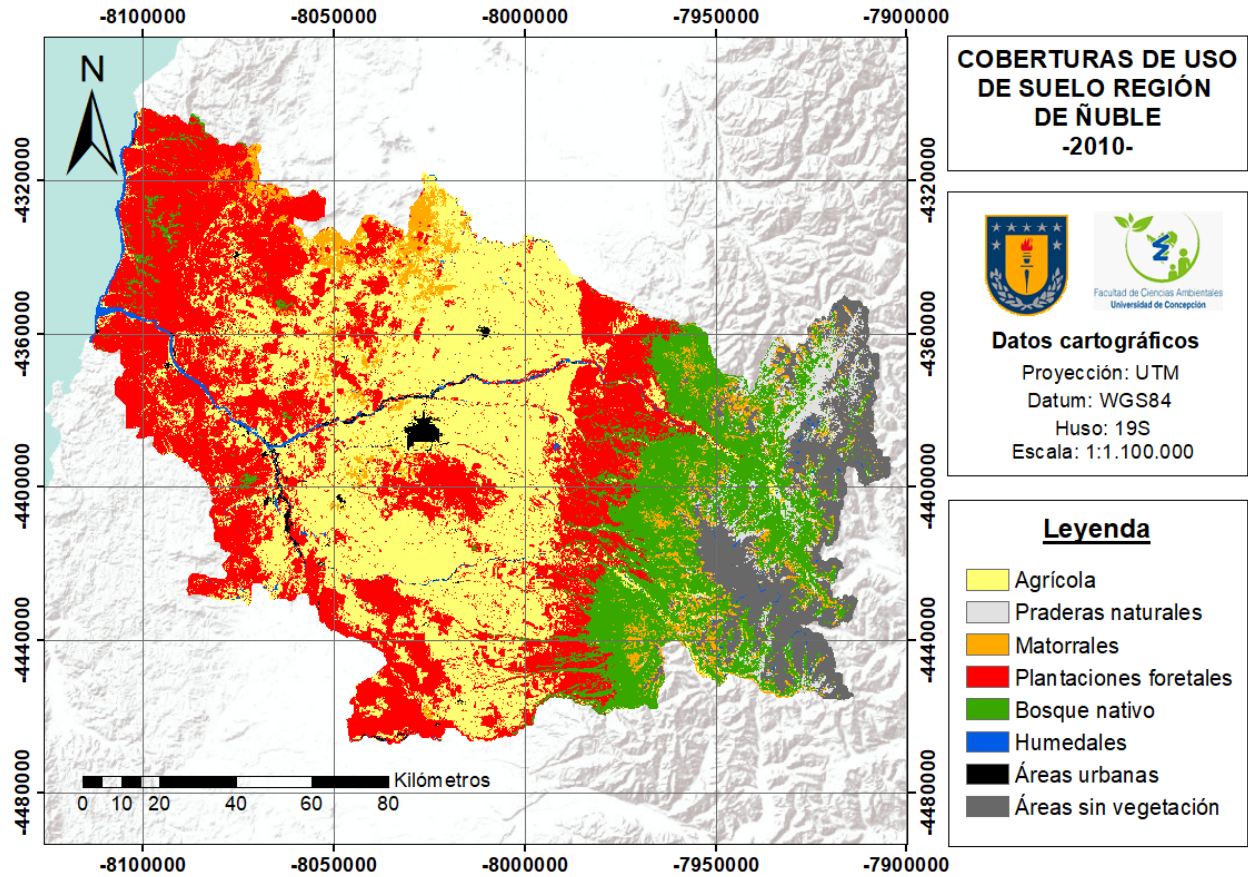 -8100000
-8050000
-8000000
-7950000
-7900000
COBERTURAS DE USO
DE SUELO REGIÓN
DE ÑUBLE
-2010-
N
-4320000
-4320000
-4360000
-4360000
-4400000
-4400000
-4440000
-4440000
-4480000
-4480000
Facultad de Ciencias Ambientales
Universidad de Concepción
Datos cartográficos
Proyección: UTM
Datum: WGS84
Huso: 19S
Escala: 1:1.100.000
Leyenda
Agrícola
Praderas naturales
Matorrales
Plantaciones foretales
Bosque nativo
Humedales
Áreas urbanas
Áreas sin vegetación
Kilómetros
0 10 20 40 60 80
-8100000
-8050000
-8000000
-7950000
-7900000